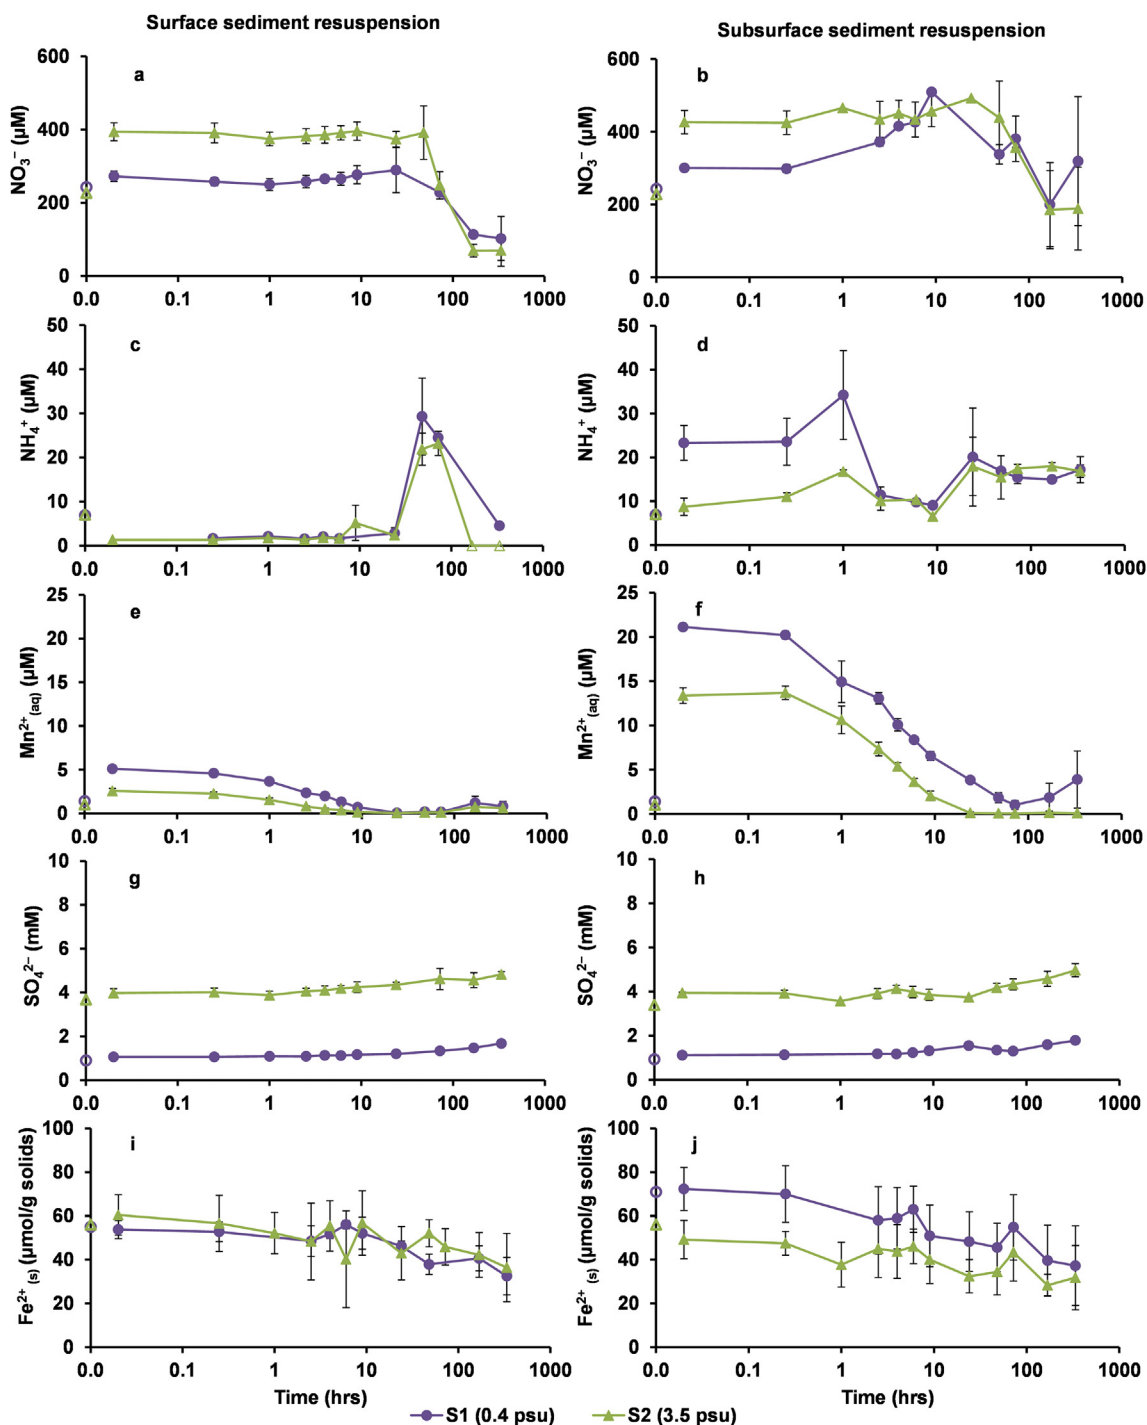 Surface sediment resuspension
Subsurface sediment resuspension
a
NO₃⁻ (µM)
600
400
200
0
0.0 0.1 1 10 100 1000
b
NO₃⁻ (µM)
600
400
200
0
0.0 0.1 1 10 100 1000
c
NH₄⁺ (µM)
50
40
30
20
10
0
0.0 0.1 1 10 100 1000
d
NH₄⁺ (µM)
50
40
30
20
10
0
0.0 0.1 1 10 100 1000
e
Mn²⁺(aq) (µM)
25
20
15
10
5
0
0.0 0.1 1 10 100 1000
f
Mn²⁺(aq) (µM)
25
20
15
10
5
0
0.0 0.1 1 10 100 1000
g
SO₄²⁻ (mM)
10
8
6
4
2
0
0.0 0.1 1 10 100 1000
h
SO₄²⁻ (mM)
10
8
6
4
2
0
0.0 0.1 1 10 100 1000
i
Fe²⁺(s) (µmol/g solids)
100
80
60
40
20
0
0.0 0.1 1 10 100 1000
Time (hrs)
j
Fe²⁺(s) (µmol/g solids)
100
80
60
40
20
0
0.0 0.1 1 10 100 1000
Time (hrs)
S1 (0.4 psu) S2 (3.5 psu)